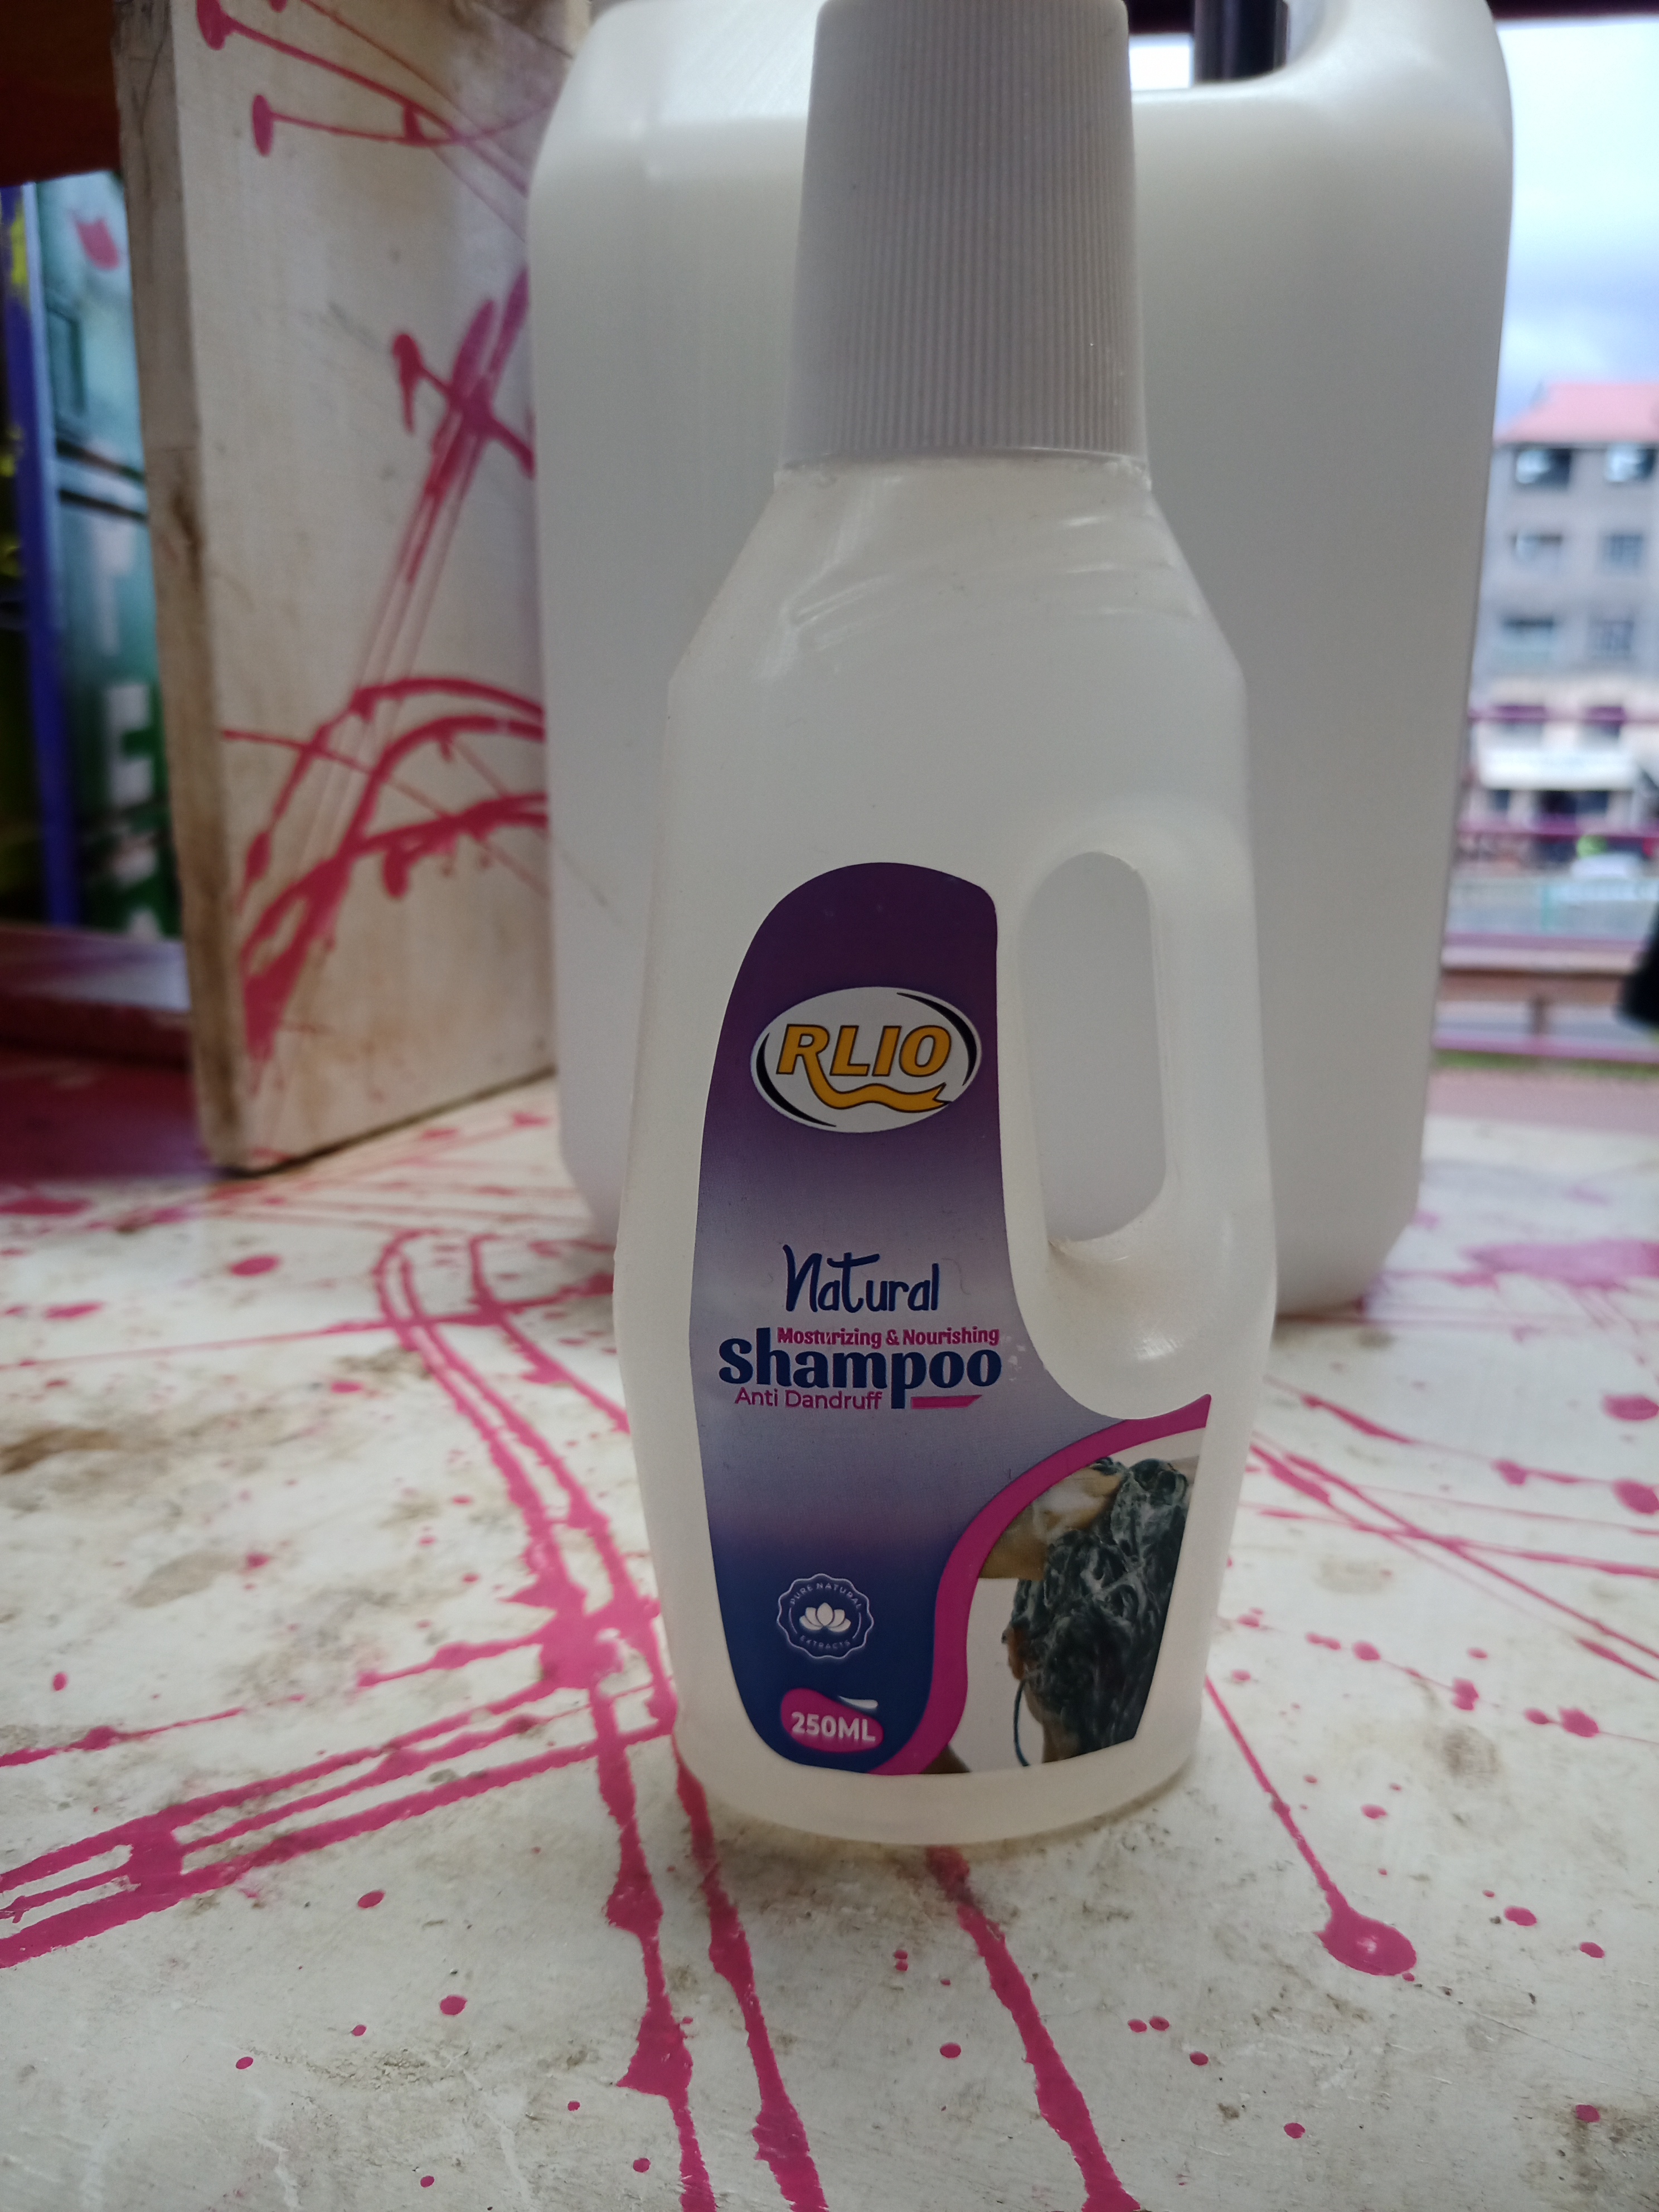 RLIO
Natural
Mosturizing & Nourishing
Shampoo
Anti Dandruff
PURE NATURAL
EXTRACTS
250ML